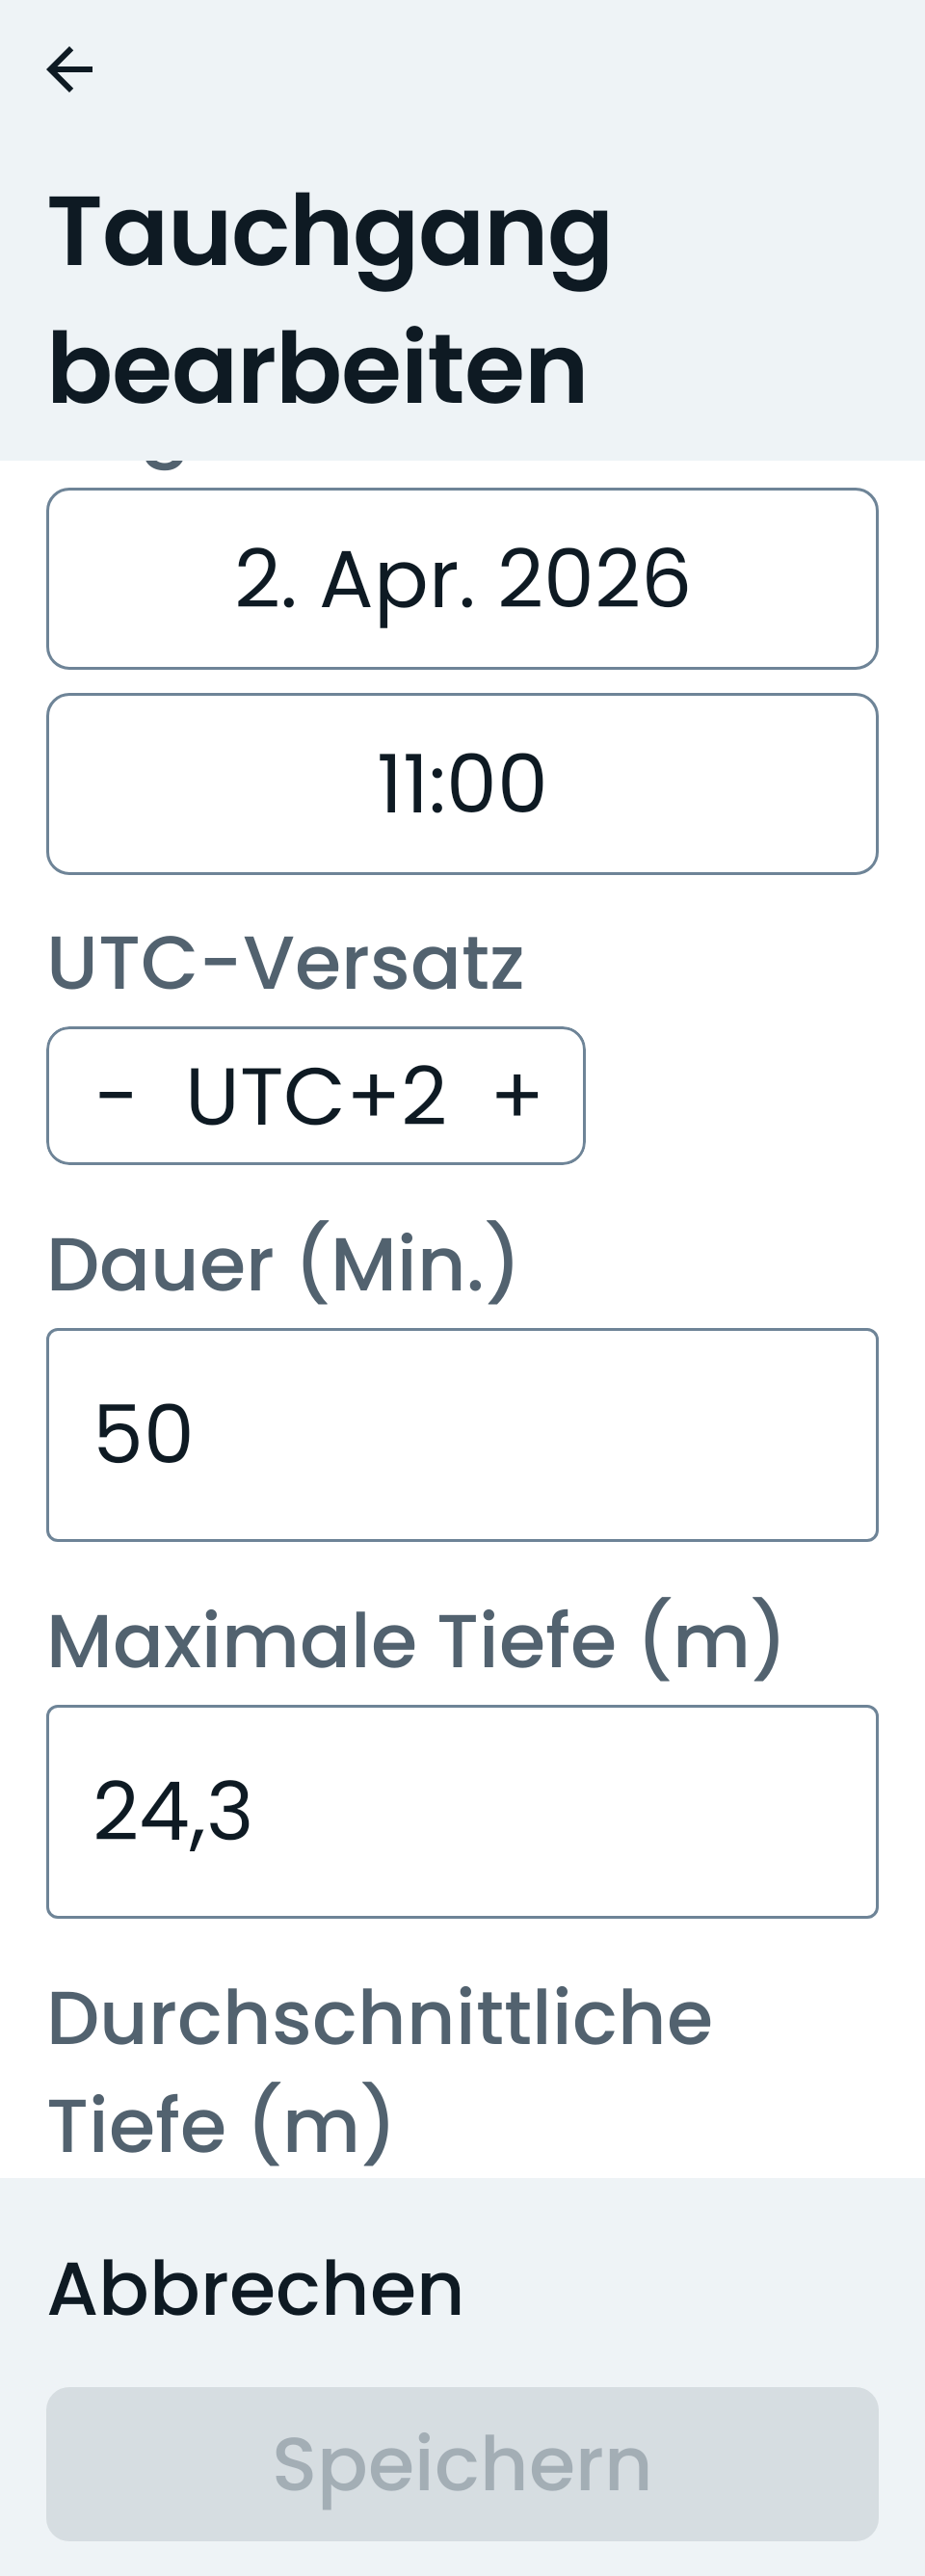 Tauchgang
bearbeiten
2. Apr. 2026
11:00
UTC-Versatz
- UTC+2 +
Dauer (Min.)
50
Maximale Tiefe (m)
24,3
Durchschnittliche
Tiefe (m)
Abbrechen
Speichern